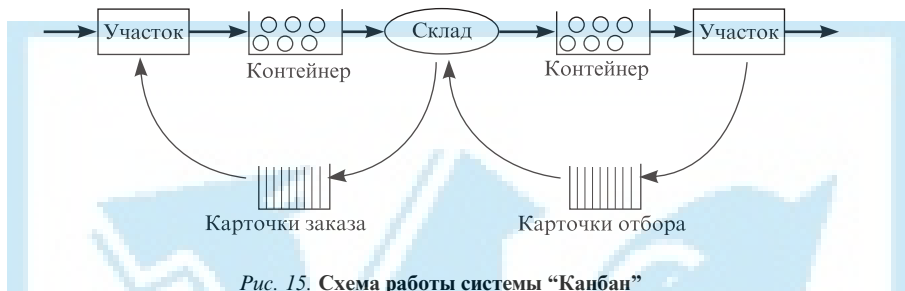 Участок
Склад
Участок
Контейнер
Контейнер
Карточки заказа
Карточки отбора
Рис. 15. Схема работы системы “Канбан”